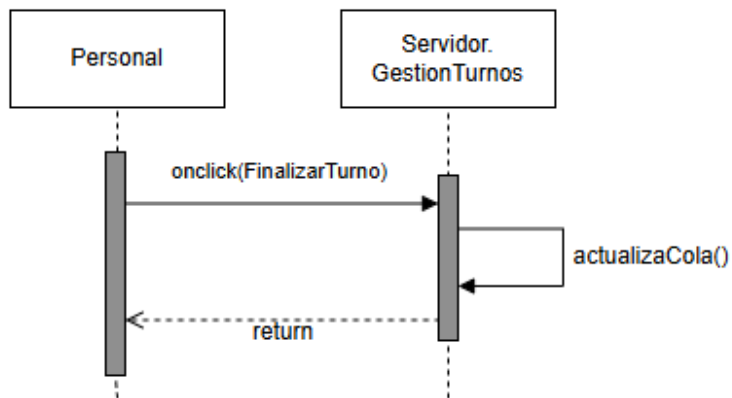 Personal
Servidor.
GestionTurnos
onclick(FinalizarTurno)
actualizaCola()
return